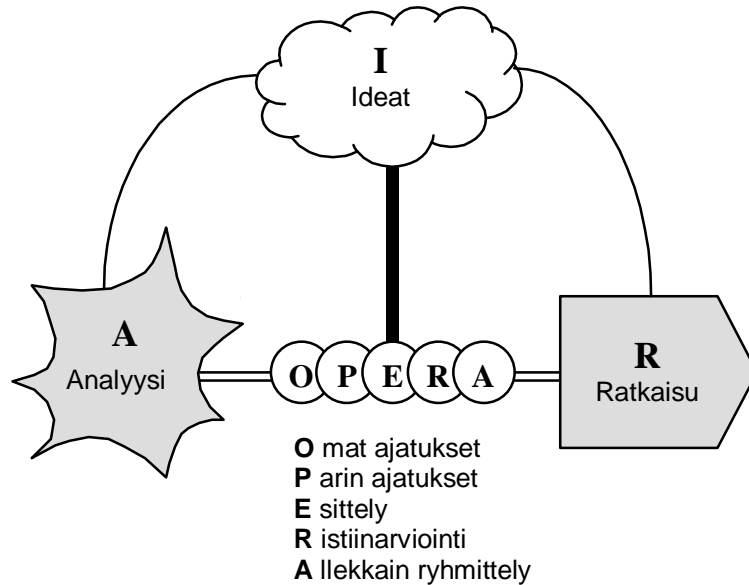 I
Ideat
A
Analyysi
O P E R A
R
Ratkaisu
O mat ajatukset
P arin ajatukset
E sittely
R istiinarviointi
A llekkain ryhmittely